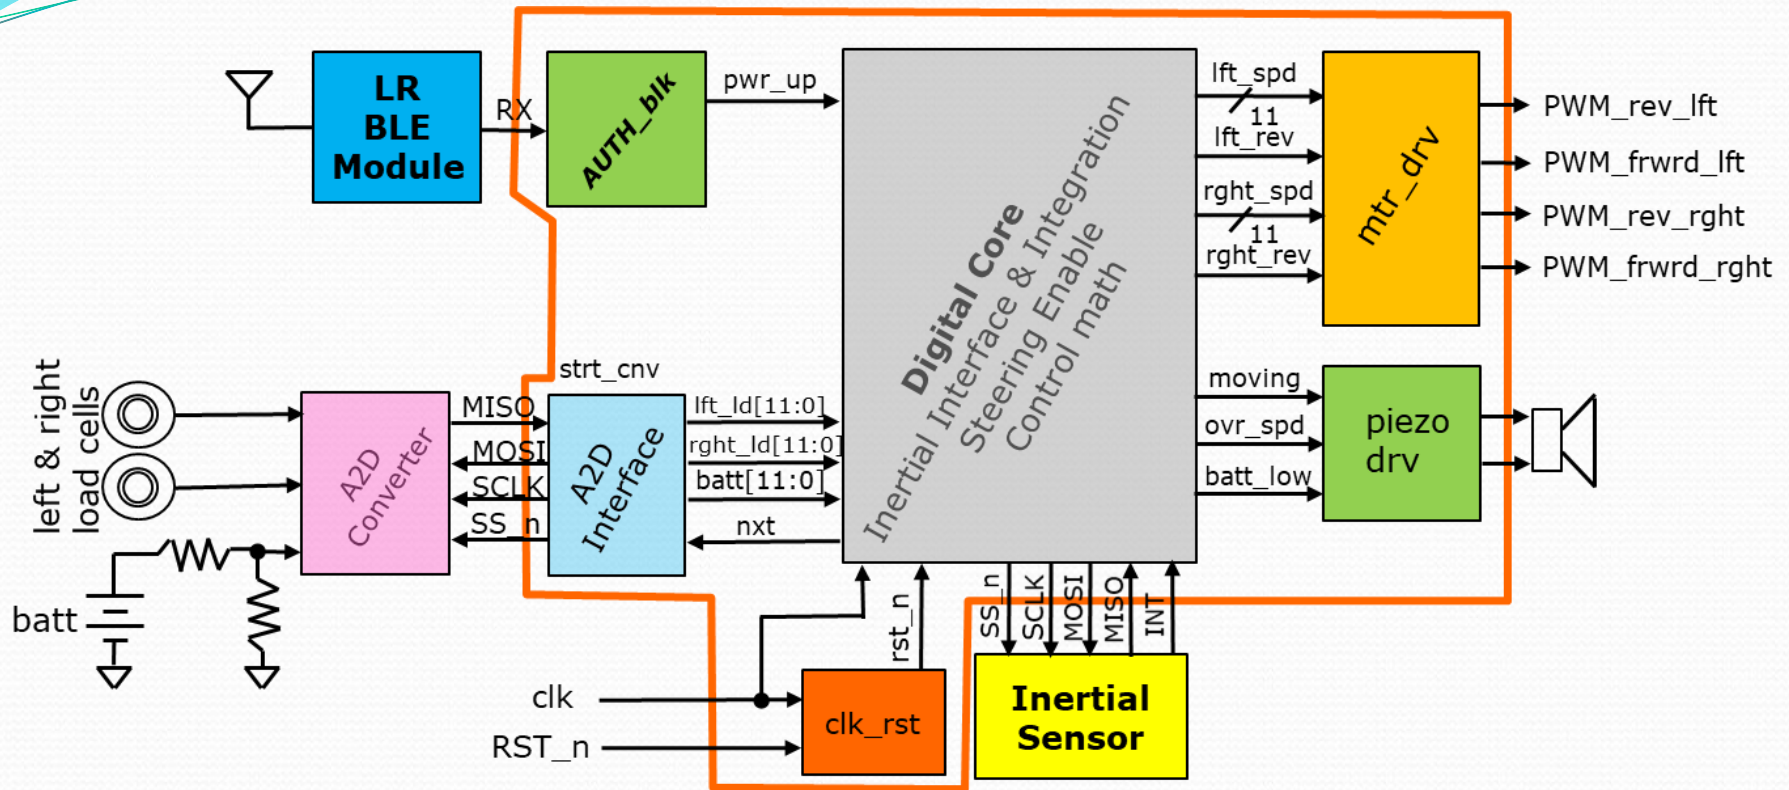 LR
BLE
Module
RX
AUTH_blk
pwr_up
Digital Core
Inertial Interface & Integration
Steering Enable
Control math
lft_spd
11
lft_rev
rght_spd
11
rght_rev
mtr_drv
PWM_rev_lft
PWM_frwrd_lft
PWM_rev_rght
PWM_frwrd_rght
left & right
load cells
A2D
Converter
MISO
MOSI
SCLK
SS_n
strt_cnv
A2D
Interface
lft_ld[11:0]
rght_ld[11:0]
batt[11:0]
nxt
moving
ovr_spd
batt_low
piezo
drv
batt
clk
RST_n
clk_rst
rst_n
SS_n
SCLK
MOSI
MISO
INT
Inertial
Sensor